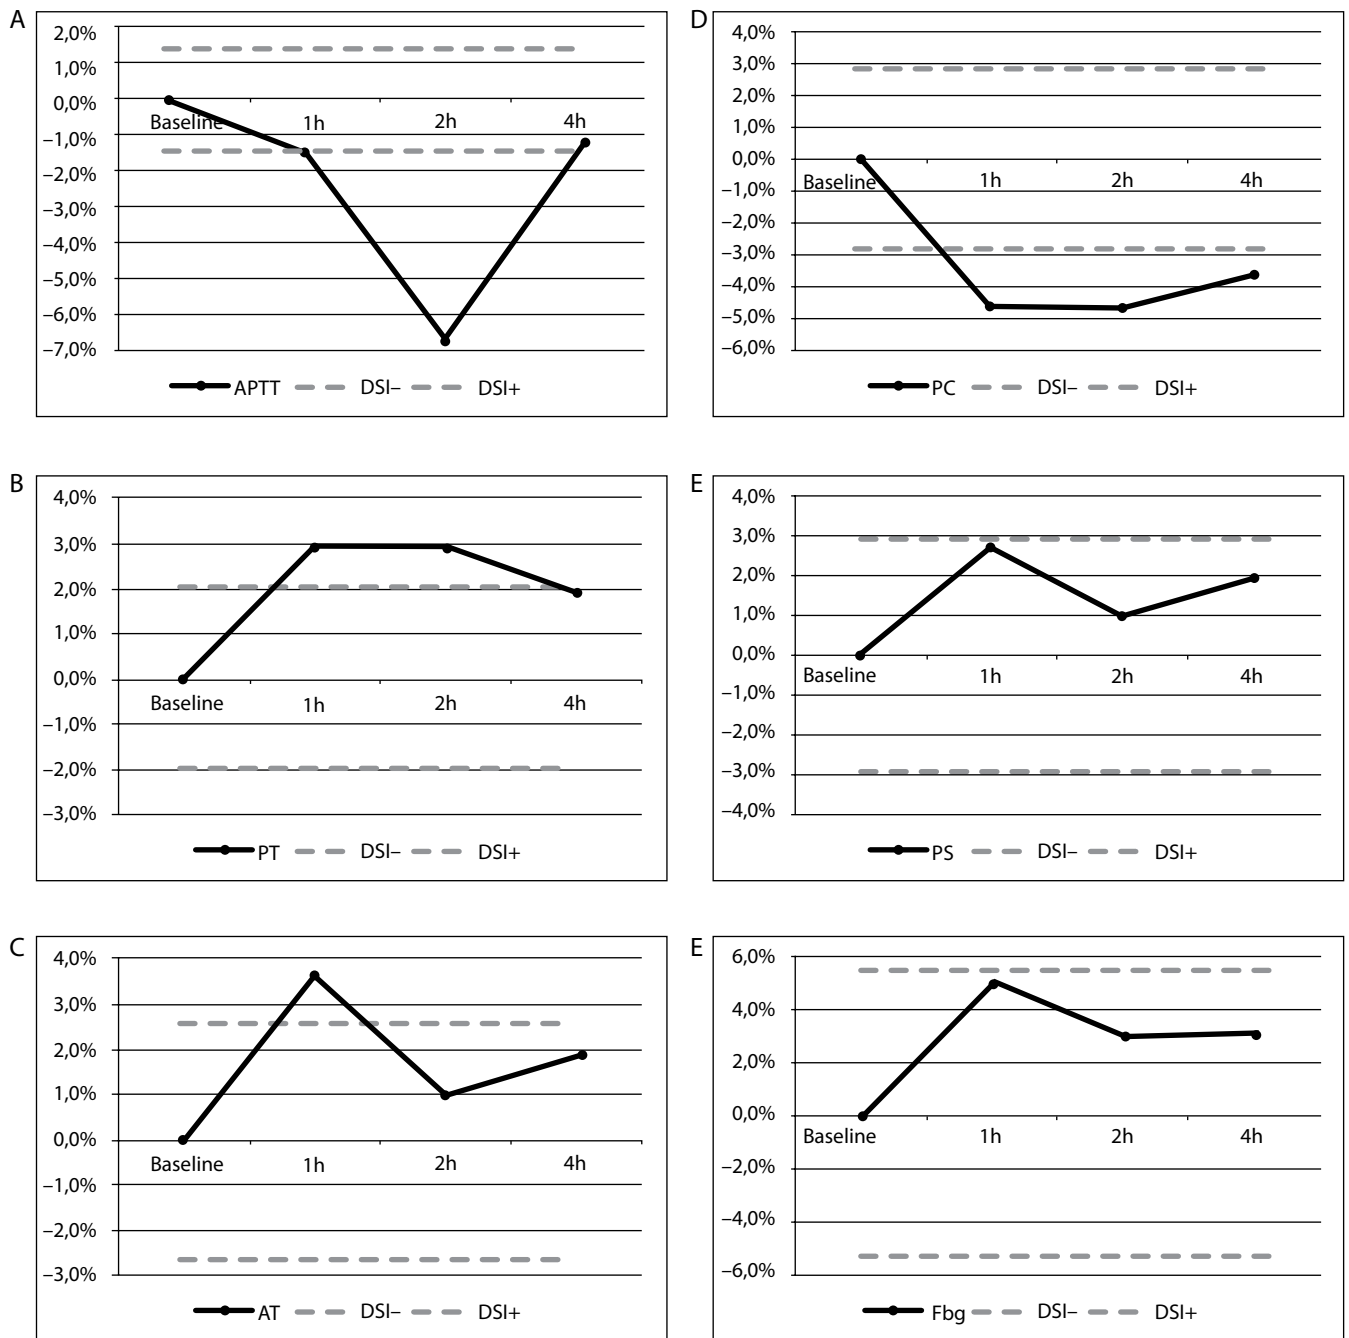 A
2,0%
1,0%
0,0%
−1,0%
−2,0%
−3,0%
−4,0%
−5,0%
−6,0%
−7,0%
Baseline 1h 2h 4h
APTT DSI− DSI+
D
4,0%
3,0%
2,0%
1,0%
0,0%
−1,0%
−2,0%
−3,0%
−4,0%
−5,0%
−6,0%
Baseline 1h 2h 4h
PC DSI− DSI+
B
4,0%
3,0%
2,0%
1,0%
0,0%
−1,0%
−2,0%
−3,0%
Baseline 1h 2h 4h
PT DSI− DSI+
E
4,0%
3,0%
2,0%
1,0%
0,0%
−1,0%
−2,0%
−3,0%
−4,0%
Baseline 1h 2h 4h
PS DSI− DSI+
C
4,0%
3,0%
2,0%
1,0%
0,0%
−1,0%
−2,0%
−3,0%
Baseline 1h 2h 4h
AT DSI− DSI+
E
6,0%
4,0%
2,0%
0,0%
−2,0%
−4,0%
−6,0%
Baseline 1h 2h 4h
Fbg DSI− DSI+